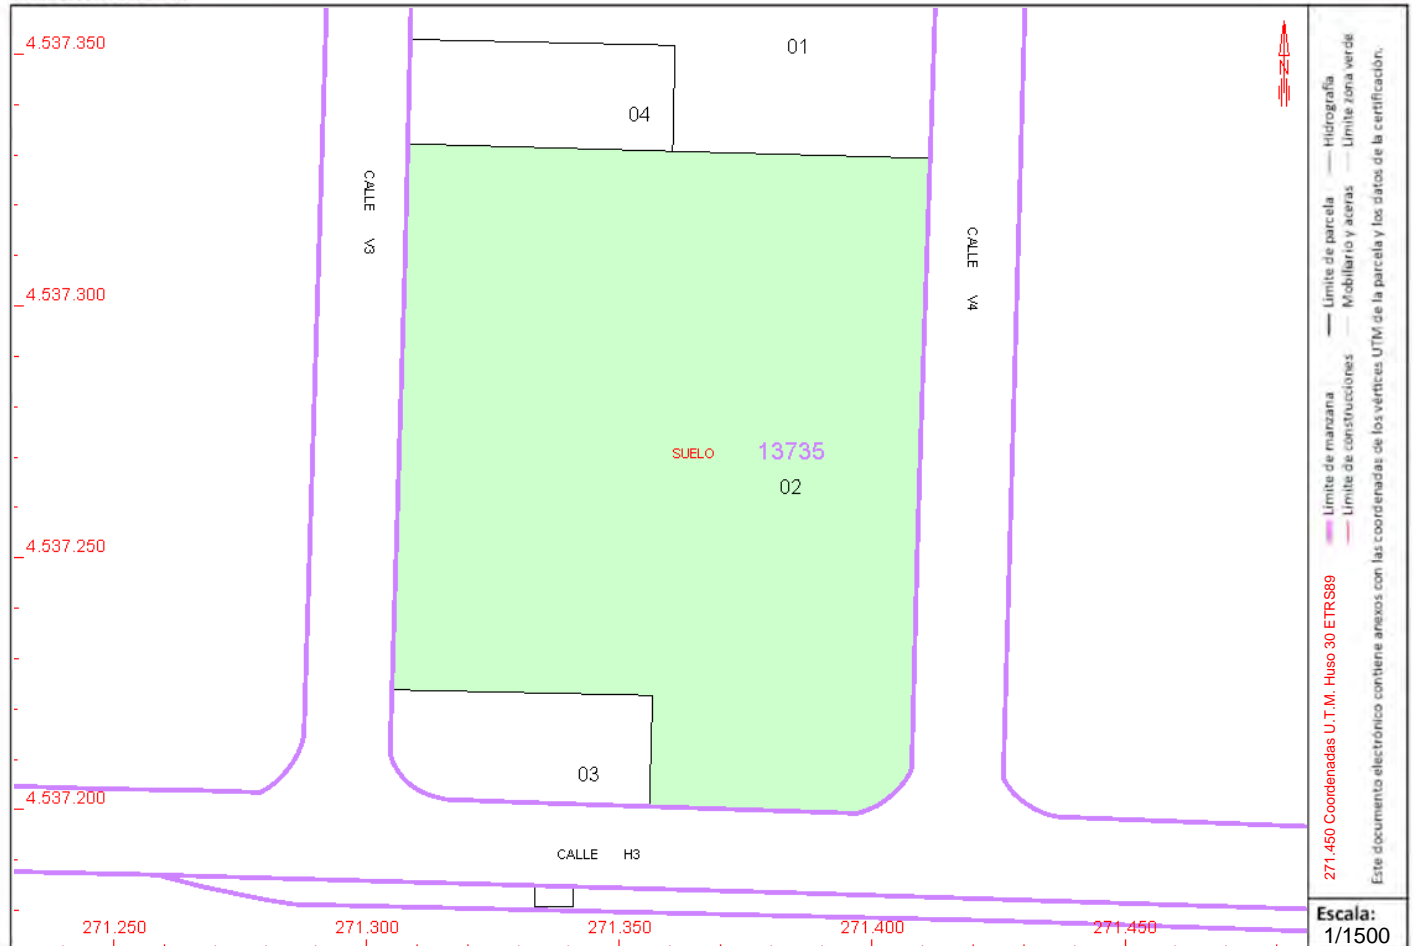 4.537.350
01
04
CALLE V3
CALLE V4
4.537.300
SUELO 13735
02
4.537.250
03
4.537.200
CALLE H3
271.250
271.300
271.350
271.400
271.450
N
271.450 Coordenadas U.T.M. Huso 30 ETRS89
Límite de manzana
Límite de parcela
Hidrografía
Límite de construcciones
Mobiliario y aceras
Límite zona verde
Este documento electrónico contiene anexos con las coordenadas de los vértices UTM de la parcela y los datos de la certificación.
Escala:
1/1500